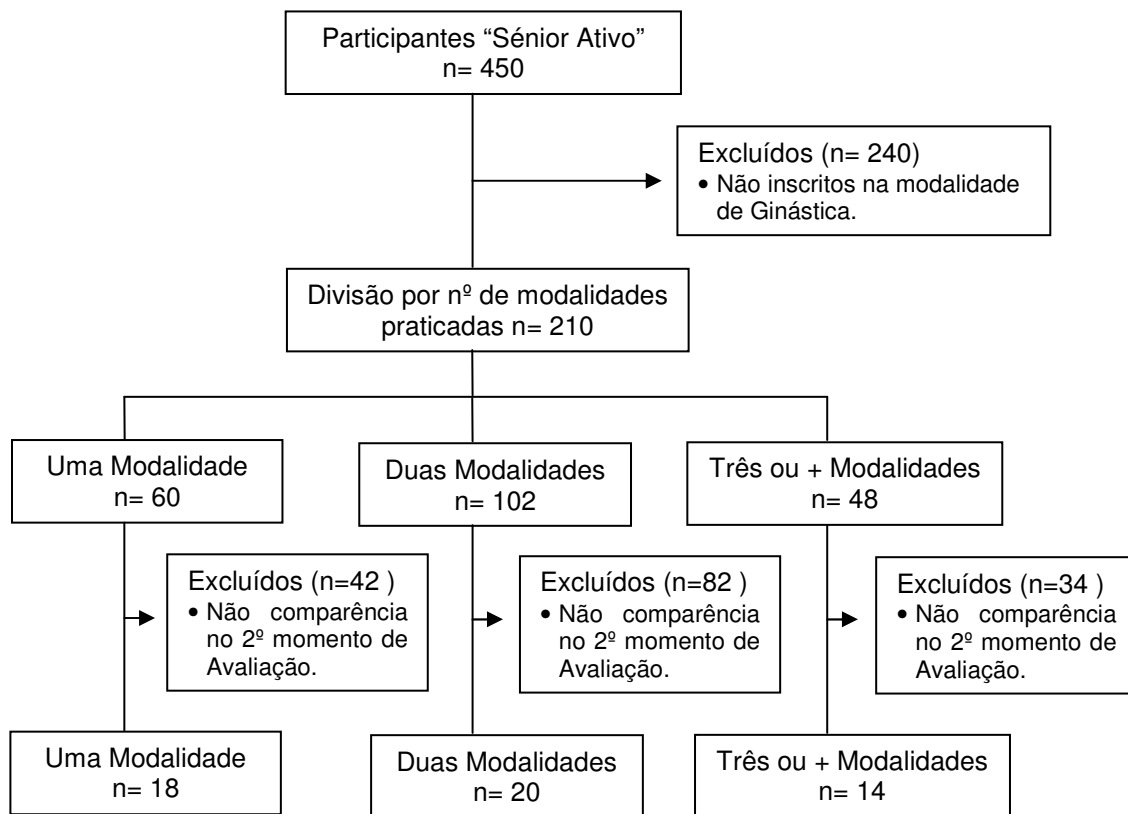 Participantes “Sénior Ativo”
n= 450
Excluídos (n= 240)
• Não inscritos na modalidade
de Ginástica.
Divisão por nº de modalidades
praticadas n= 210
Uma Modalidade
n= 60
Duas Modalidades
n= 102
Três ou + Modalidades
n= 48
Excluídos (n=42 )
• Não comparência
no 2º momento de
Avaliação.
Excluídos (n=82 )
• Não comparência
no 2º momento de
Avaliação.
Excluídos (n=34 )
• Não comparência
no 2º momento de
Avaliação.
Uma Modalidade
n= 18
Duas Modalidades
n= 20
Três ou + Modalidades
n= 14